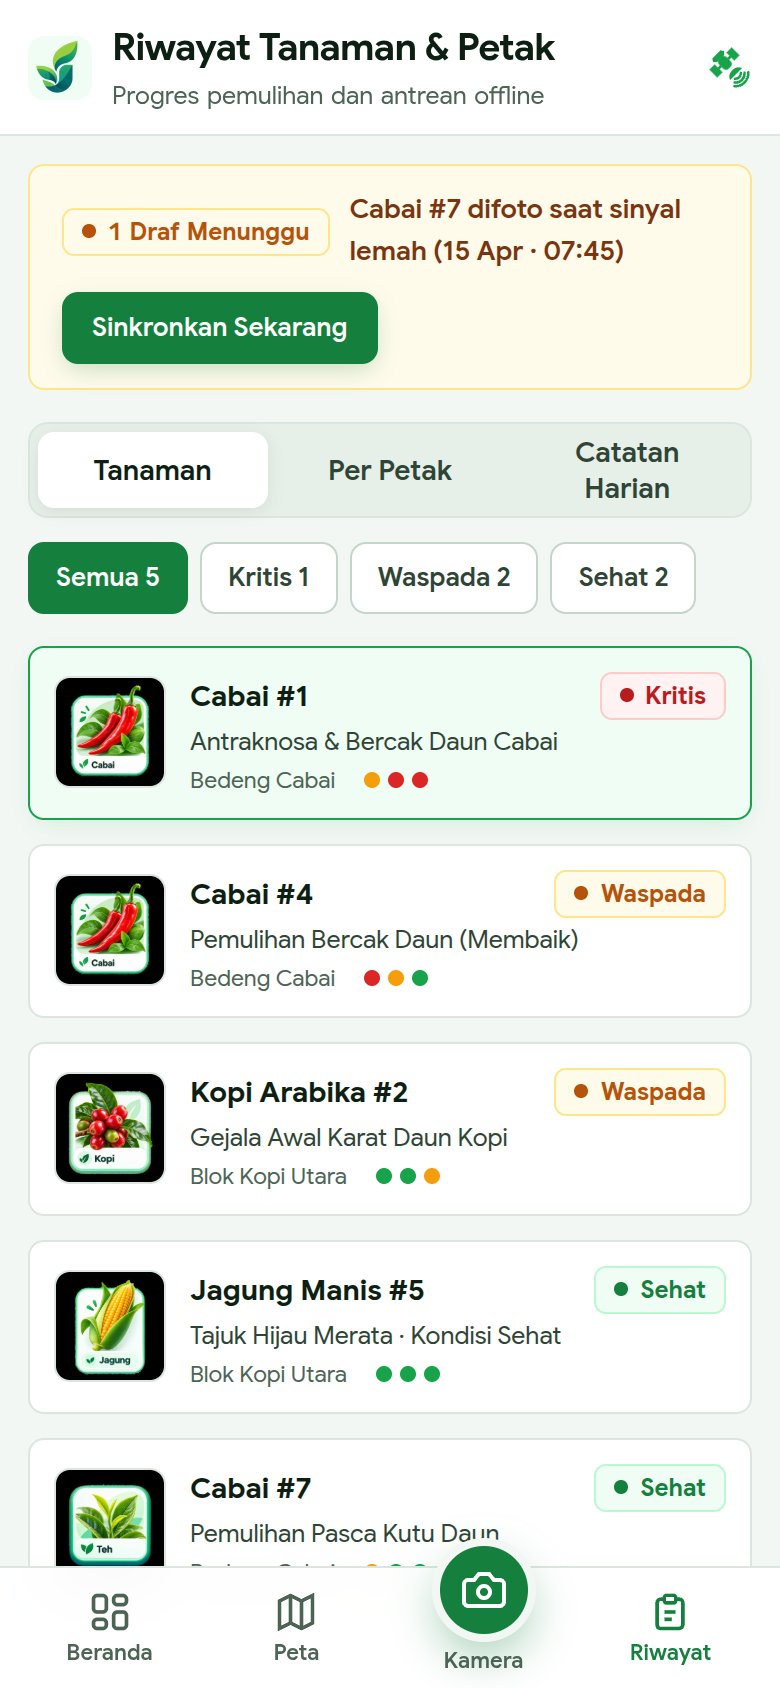 Riwayat Tanaman & Petak
Progres pemulihan dan antrean offline
1 Draf Menunggu
Cabai #7 difoto saat sinyal
lemah (15 Apr · 07:45)
Sinkronkan Sekarang
Tanaman
Per Petak
Catatan
Harian
Semua 5
Kritis 1
Waspada 2
Sehat 2
Cabai
Cabai #1
Kritis
Antraknosa & Bercak Daun Cabai
Bedeng Cabai
Cabai
Cabai #4
Waspada
Pemulihan Bercak Daun (Membaik)
Bedeng Cabai
Kopi
Kopi Arabika #2
Waspada
Gejala Awal Karat Daun Kopi
Blok Kopi Utara
Jagung
Jagung Manis #5
Sehat
Tajuk Hijau Merata · Kondisi Sehat
Blok Kopi Utara
Teh
Cabai #7
Sehat
Pemulihan Pasca Kutu Daun
Beranda
Peta
Kamera
Riwayat